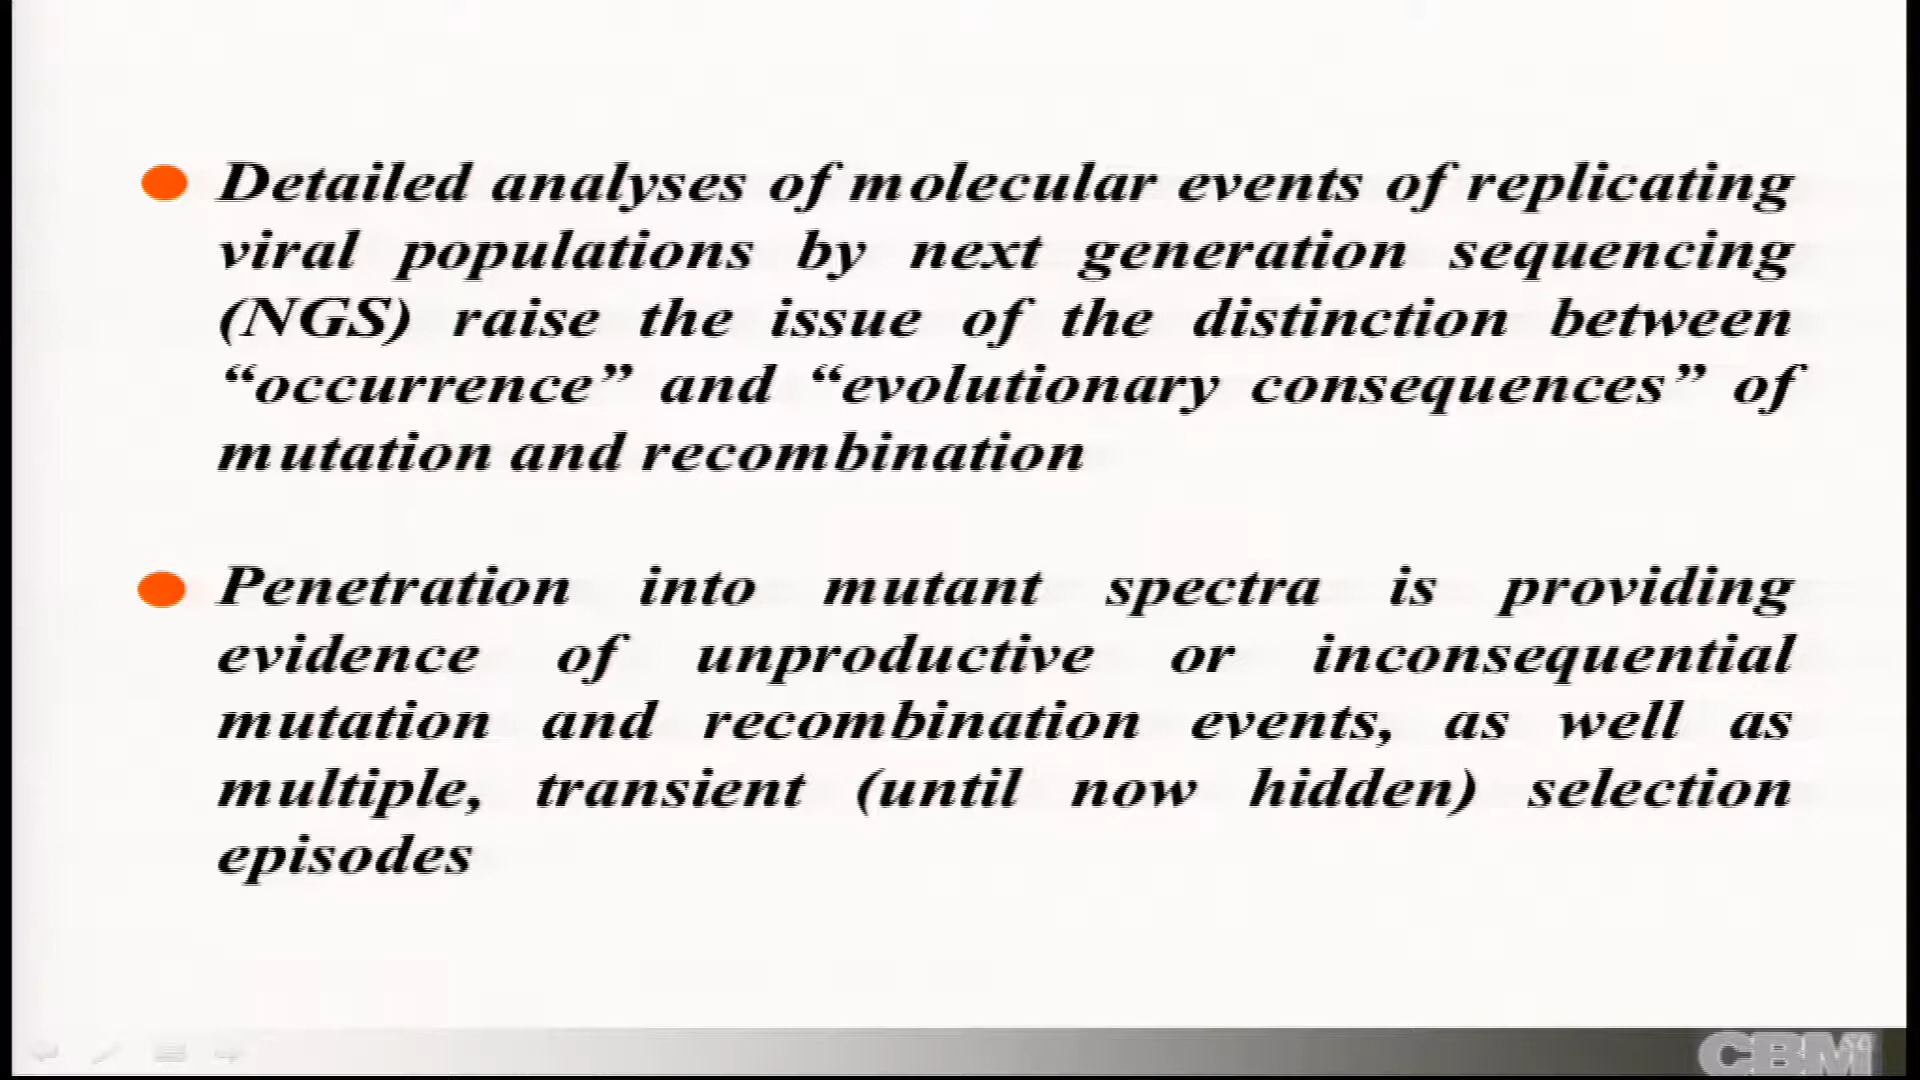 Detailed analyses of molecular events of replicating
viral populations by next generation sequencing
(NGS) raise the issue of the distinction between
“occurrence” and “evolutionary consequences” of
mutation and recombination
Penetration into mutant spectra is providing
evidence of unproductive or inconsequential
mutation and recombination events, as well as
multiple, transient (until now hidden) selection
episodes
CBM